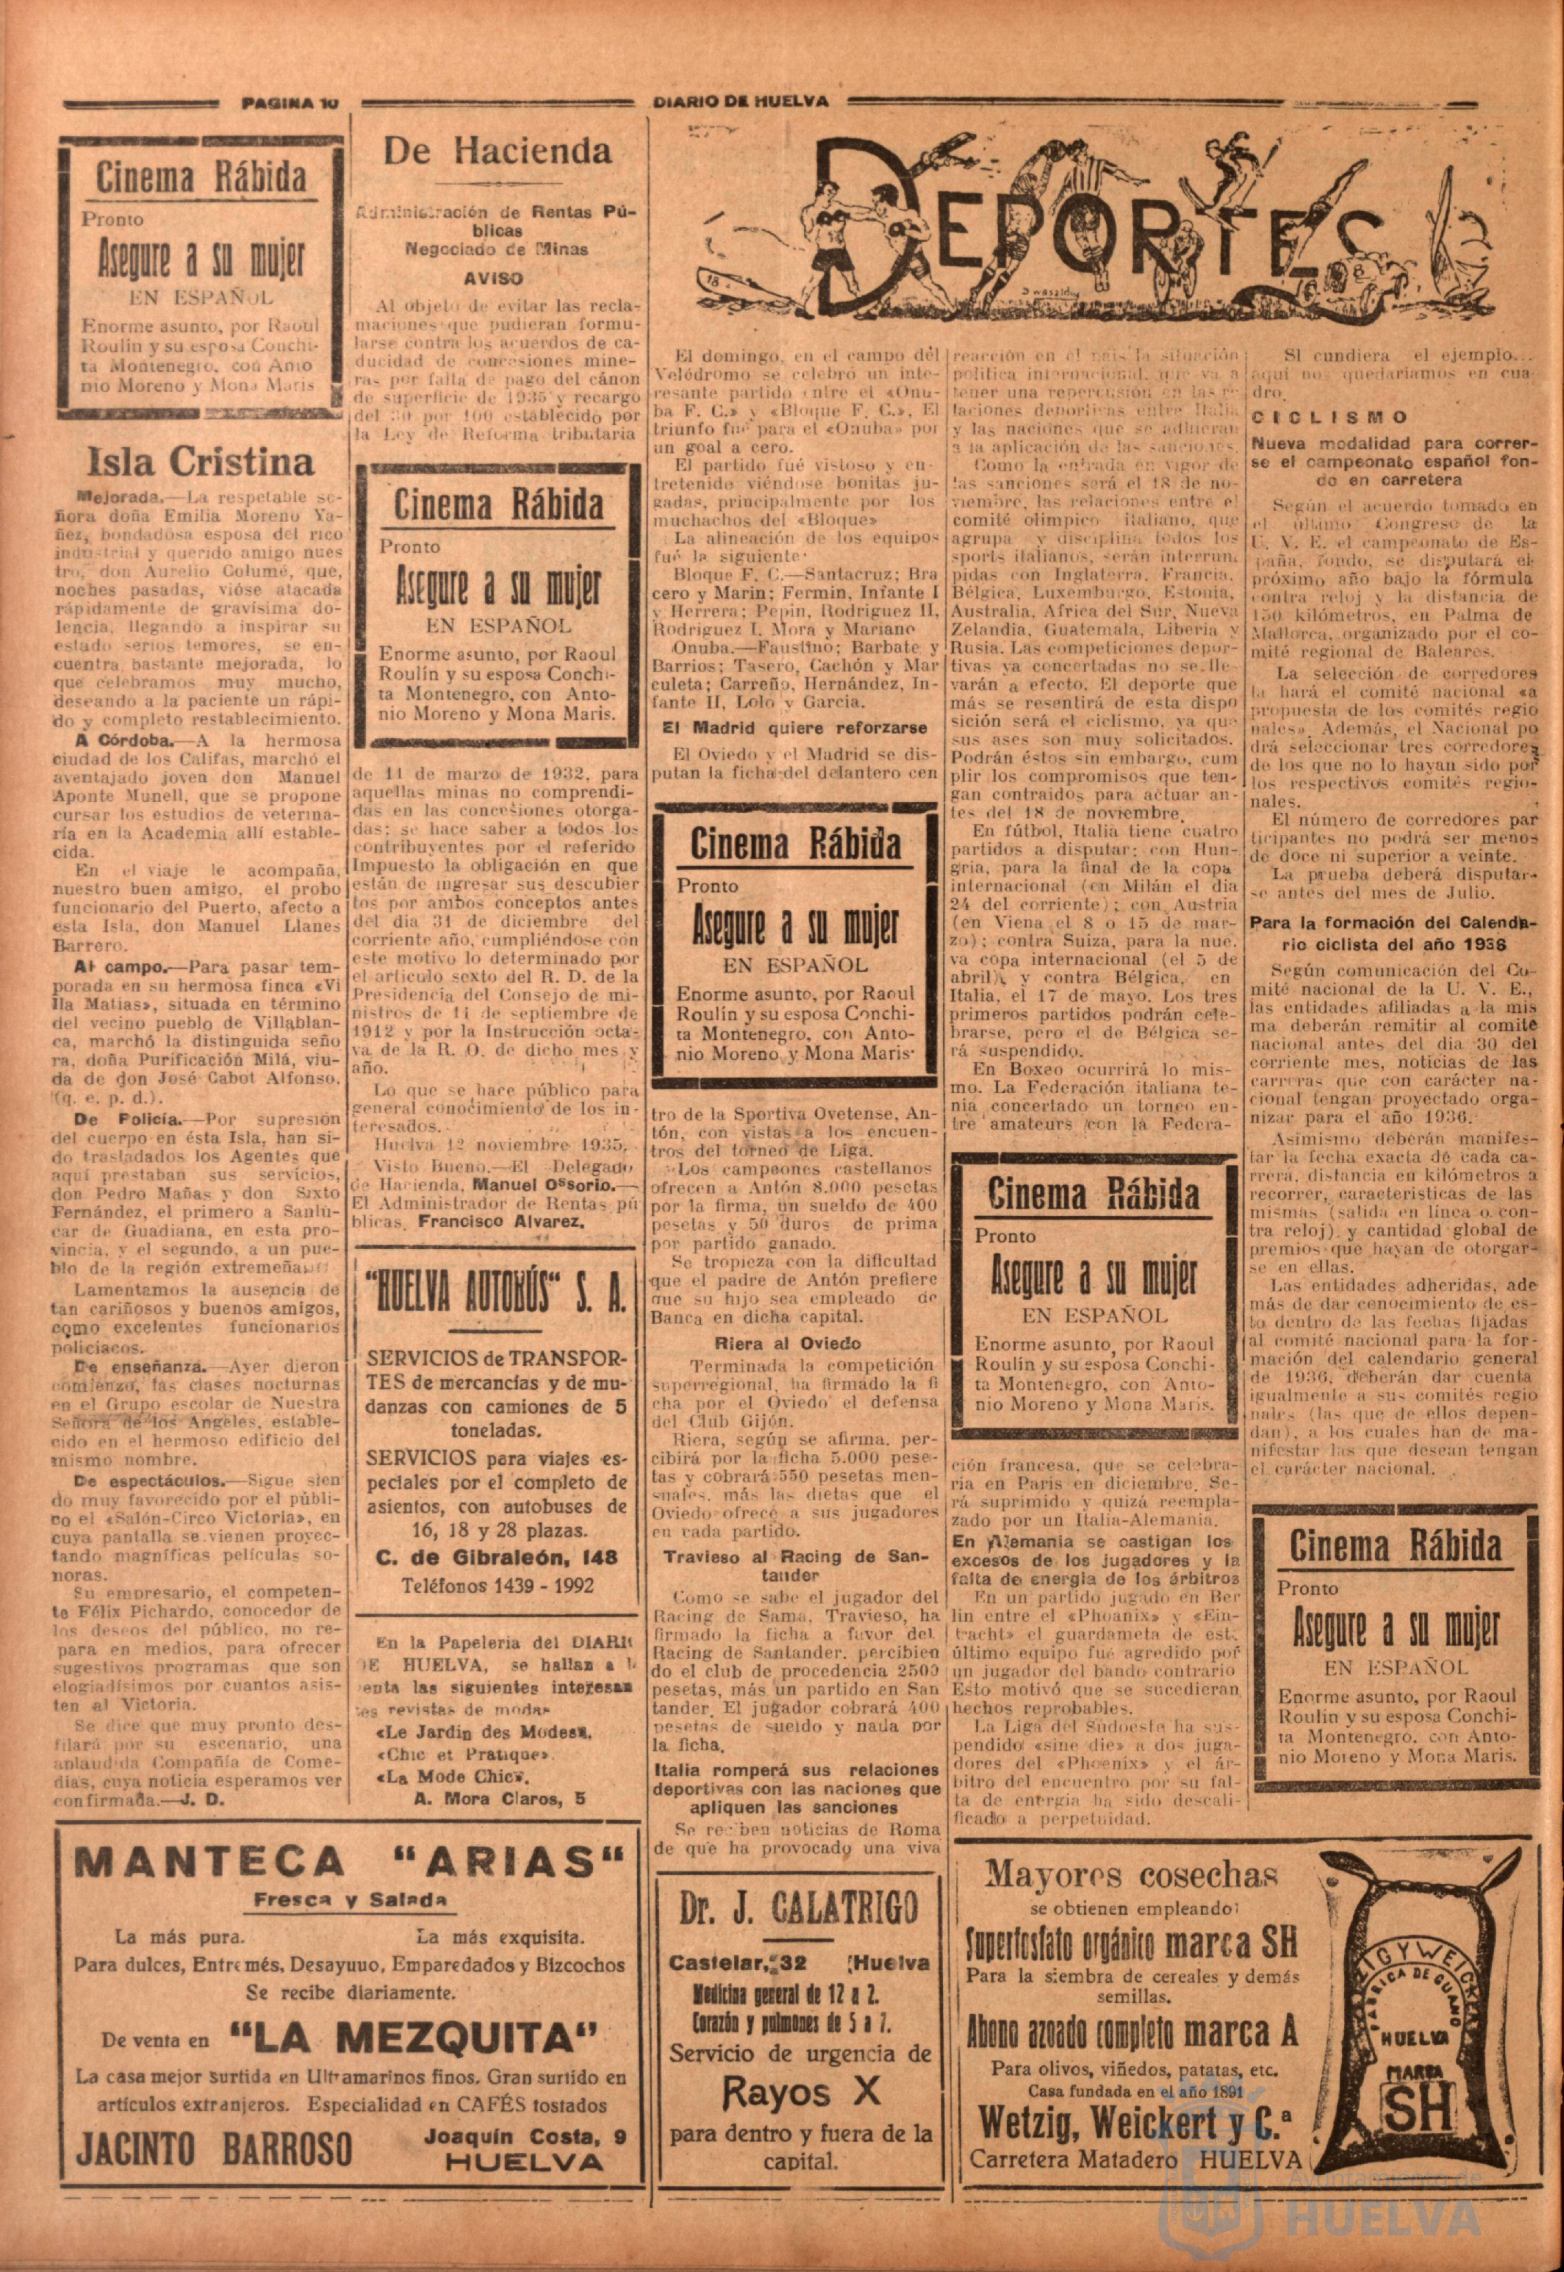 PAGINA 10
DIARIO DE HUELVA
Cinema Rábida
Pronto
Asegure a su mujer
EN ESPAÑOL
Enorme asunto, por Raoul
Roulin y su esposa Conchi-
ta Montenegro, con Anto
nio Moreno y Mona Maris
Isla Cristina
Mejorada.—La respetable se-
ñora doña Emilia Moreno Ya-
ñez, bondadosa esposa del rico
industrial y querido amigo nues
tro, don Aurelio Columé, que,
noches pasadas, vióse atacada
rápidamente de gravísima do-
lencia, llegando a inspirar su
estado serios temores, se en-
cuentra bastante mejorada, lo
que celebramos muy mucho,
deseando a la paciente un rápi-
do y completo restablecimiento.
A Córdoba.—A la hermosa
ciudad de los Califas, marchó el
aventajado joven don Manuel
Aponte Munell, que se propone
cursar los estudios de veterina-
ría en la Academia allí estable-
cida.
En el viaje le acompaña,
nuestro buen amigo, el probo
funcionario del Puerto, afecto a
esta Isla, don Manuel Llanes
Barrero.
Al campo.—Para pasar tem-
porada en su hermosa finca «Vi
lla Matias», situada en término
del vecino pueblo de Villablan-
ca, marchó la distinguida seño
ra, doña Purificación Milá, viu-
da de don José Cabot Alfonso.
(q. e. p. d.).
De Policía.—Por supresión
del cuerpo en ésta Isla, han si-
do trasladados los Agentes que
aquí prestaban sus servicios,
don Pedro Mañas y don Sixto
Fernández, el primero a Sanlú-
car de Guadiana, en esta pro-
vincia, y el segundo, a un pue-
blo de la región extremeña.
Lamentamos la ausencia de
tan cariñosos y buenos amigos,
como excelentes funcionarios
policiacos.
De enseñanza.—Ayer dieron
comienzo, las clases nocturnas
en el Grupo escolar de Nuestra
Señora de los Angeles, estable-
cido en el hermoso edificio del
mismo nombre.
De espectáculos.—Sigue sien
do muy favorecido por el públi-
co el «Salón-Circo Victoria», en
cuya pantalla se vienen proyec-
tando magníficas películas so-
noras.
Su empresario, el competen-
te Félix Pichardo, conocedor de
los deseos del público, no re-
para en medios, para ofrecer
sugestivos programas que son
elogiadísimos por cuantos asis-
ten al Victoria.
Se dice que muy pronto des-
filará por su escenario, una
aplaudida Compañía de Come-
dias, cuya noticia esperamos ver
confirmada.—J. D.
De Hacienda
Administración de Rentas Pú-
blicas
Negociado de Minas
AVISO
Al objeto de evitar las recla-
maciones que pudieran formu-
larse contra los acuerdos de ca-
ducidad de concesiones mine-
ras por falta de pago del cánon
de superficie de 1935 y recargo
del 30 por 100 establecido por
la Ley de Reforma tributaria
Cinema Rábida
Pronto
Asegure a su mujer
EN ESPAÑOL
Enorme asunto, por Raoul
Roulin y su esposa Conchi-
ta Montenegro, con Anto-
nio Moreno y Mona Maris.
de 11 de marzo de 1932, para
aquellas minas no comprendi-
das en las concesiones otorga-
das; se hace saber a todos los
contribuyentes por el referido
Impuesto la obligación en que
están de ingresar sus descubier
tos por ambos conceptos antes
del dia 31 de diciembre del
corriente año, cumpliéndose con
este motivo lo determinado por
el artículo sexto del R. D. de la
Presidencia del Consejo de mi-
nistros de 11 de septiembre de
1912 y por la Instrucción octa-
va de la R. O. de dicho mes y
año.
Lo que se hace público para
general conocimiento de los in-
teresados.
Huelva 12 noviembre 1935.
Visto Bueno.—El Delegado
de Hacienda, Manuel Ossorio.—
El Administrador de Rentas pú
blicas, Francisco Alvarez.
"HUELVA AUTOBÚS" S. A.
SERVICIOS de TRANSPOR-
TES de mercancías y de mu-
danzas con camiones de 5
toneladas.
SERVICIOS para viajes es-
peciales por el completo de
asientos, con autobuses de
16, 18 y 28 plazas.
C. de Gibraleón, 148
Teléfonos 1439 - 1992
En la Papeleria del DIARI
DE HUELVA, se hallan a l
enta las siguientes interesan
tes revistas de modas
«Le Jardin des Modes».
«Chic et Pratique».
«La Mode Chic».
A. Mora Claros, 5
MANTECA "ARIAS"
Fresca y Salada
La más pura. La más exquisita.
Para dulces, Entremés, Desayuuo, Emparedados y Bizcochos
Se recibe diariamente.
De venta en "LA MEZQUITA"
La casa mejor surtida en Ultramarinos finos. Gran surtido en
artículos extranjeros. Especialidad en CAFÉS tostados
JACINTO BARROSO Joaquín Costa, 9
HUELVA
DEPORTES
El domingo, en el campo del
Velódromo se celebró un inte-
resante partido entre el «Onu-
ba F. C.» y «Bloque F. C.», El
triunfo fué para el «Onuba» por
un goal a cero.
El partido fué vistoso y en-
tretenido viéndose bonitas ju-
gadas, principalmente por los
muchachos del «Bloque»
La alineación de los equipos
fué la siguiente:
Bloque F. C.—Santacruz; Bra
cero y Marin; Fermin, Infante I
y Herrera; Pepin, Rodriguez II,
Rodriguez I, Mora y Mariano
Onuba.—Faustino; Barbate y
Barrios; Tasero, Cachón y Mar
culeta; Carreño, Hernández, In-
fante II, Lolo y Garcia.
El Madrid quiere reforzarse
El Oviedo y el Madrid se dis-
putan la ficha del delantero cen
Cinema Rábida
Pronto
Asegure a su mujer
EN ESPAÑOL
Enorme asunto, por Raoul
Roulín y su esposa Conchi-
ta Montenegro, con Anto-
nio Moreno y Mona Maris.
tro de la Sportiva Ovetense, An-
tón, con vistas a los encuen-
tros del torneo de Liga.
Los campeones castellanos
ofrecen a Antón 8.000 pesetas
por la firma, un sueldo de 400
pesetas y 50 duros de prima
por partido ganado.
Se tropieza con la dificultad
que el padre de Antón prefiere
que su hijo sea empleado de
Banca en dicha capital.
Riera al Oviedo
Terminada la competición
superregional, ha firmado la fi
cha por el Oviedo el defensa
del Club Gijón.
Riera, según se afirma, per-
cibirá por la ficha 5.000 pese-
tas y cobrará 550 pesetas men-
suales, más las dietas que el
Oviedo ofrece a sus jugadores
en cada partido.
Travieso al Racing de San-
tander
Como se sabe el jugador del
Racing de Sama, Travieso, ha
firmado la ficha a favor del
Racing de Santander, percibien
do el club de procedencia 2500
pesetas, más un partido en San
tander. El jugador cobrará 400
pesetas de sueldo y nada por
la ficha.
Italia romperá sus relaciones
deportivas con las naciones que
apliquen las sanciones
Se reciben noticias de Roma
de que ha provocado una viva
Dr. J. CALATRIGO
Castelar, 32 Huelva
Medicina general de 12 a 2.
Corazón y pulmones de 5 a 7.
Servicio de urgencia de
Rayos X
para dentro y fuera de la
capital.
reacción en el país la situación
política internacional, que va a
tener una repercusión en las re
laciones deportivas entre Italia
y las naciones que se adhieran
a la aplicación de las sanciones.
Como la entrada en vigor de
las sanciones será el 18 de no-
viembre, las relaciones entre el
comité olimpico italiano, que
agrupa y disciplina todos los
sports italianos, serán interrum
pidas con Inglaterra, Francia,
Bélgica, Luxemburgo, Estonia,
Australia, Africa del Sur, Nueva
Zelandia, Guatemala, Liberia y
Rusia. Las competiciones depor-
tivas ya concertadas no se lle-
varán a efecto. El deporte que
más se resentirá de esta dispo
sición será el ciclismo, ya que
sus ases son muy solicitados.
Podrán éstos sin embargo, cum
plir los compromisos que ten-
gan contraidos para actuar an-
tes del 18 de noviembre.
En fútbol, Italia tiene cuatro
partidos a disputar: con Hun-
gria, para la final de la copa
internacional (en Milán el dia
24 del corriente); con Austria
(en Viena el 8 o 15 de mar-
zo); contra Suiza, para la nue.
va copa internacional (el 5 de
abril), y contra Bélgica, en
Italia, el 17 de mayo. Los tres
primeros partidos podrán cele-
brarse, pero el de Bélgica se-
rá suspendido.
En Boxeo ocurrirá lo mis-
mo. La Federación italiana te-
nia concertado un torneo en-
tre amateurs con la Federa-
Cinema Rábida
Pronto
Asegure a su mujer
EN ESPAÑOL
Enorme asunto, por Raoul
Roulin y su esposa Conchi-
ta Montenegro, con Anto-
nio Moreno y Mona Maris.
ción francesa, que se celebra-
ria en Paris en diciembre. Se-
rá suprimido y quizá reempla-
zado por un Italia-Alemania.
En Alemania se castigan los
excesos de los jugadores y la
falta de energia de los árbitros
En un partido jugado en Ber
lin entre el «Phoanix» y «Ein-
tracht» el guardameta de este
último equipo fué agredido por
un jugador del bando contrario
Esto motivó que se sucedieran
hechos reprobables.
La Liga del Sudoeste ha sus-
pendido «sine die» a dos juga-
dores del «Phoenix» y el ár-
bitro del encuentro por su fal-
ta de energia ha sido descali-
ficado a perpetuidad.
SI cundiera el ejemplo...
aquí nos quedaríamos en cua
dro.
CICLISMO
Nueva modalidad para correr-
se el campeonato español fon-
do en carretera
Según el acuerdo tomado en
el último Congreso de la
U. V. E. el campeonato de Es-
paña, fondo, se disputará el
próximo año bajo la fórmula
contra reloj y la distancia de
150 kilómetros, en Palma de
Mallorca, organizado por el co-
mité regional de Baleares.
La selección de corredores
la hará el comité nacional «a
propuesta de los comités regio
nales». Además, el Nacional po
drá seleccionar tres corredores
de los que no lo hayan sido por
los respectivos comités regio-
nales.
El número de corredores par
ticipantes no podrá ser menos
de doce ni superior a veinte.
La prueba deberá disputar-
se antes del mes de Julio.
Para la formación del Calenda-
rio ciclista del año 1936
Según comunicación del Co-
mité nacional de la U. V. E.,
las entidades afiliadas a la mis
ma deberán remitir al comité
nacional antes del dia 30 del
corriente mes, noticias de las
carreras que con carácter na-
cional tengan proyectado orga-
nizar para el año 1936.
Asimismo deberán manifes-
tar la fecha exacta de cada ca-
rrera, distancia en kilómetros a
recorrer, caracteristicas de las
mismas (salida en línea o con-
tra reloj) y cantidad global de
premios que hayan de otorgar-
se en ellas.
Las entidades adheridas, ade
más de dar conocimiento de es-
to dentro de las fechas fijadas
al comité nacional para la for-
mación del calendario general
de 1936, deberán dar cuenta
igualmente a sus comités regio
nales (las que de ellos depen-
dan), a los cuales han de ma-
nifestar las que desean tengan
el carácter nacional.
Cinema Rábida
Pronto
Asegure a su mujer
EN ESPAÑOL
Enorme asunto, por Raoul
Roulin y su esposa Conchi-
ta Montenegro, con Anto-
nio Moreno y Mona Maris.
Mayores cosechas
se obtienen empleando
Superfosfato orgánico marca SH
Para la siembra de cereales y demás
semillas.
Abono azoado completo marca A
Para olivos, viñedos, patatas, etc.
Casa fundada en el año 1891
Wetzig, Weickert y C.ª
Carretera Matadero HUELVA
FABRICA DE GUANO
HUELVA
MARCA
SH
Ayuntamiento de
HUELVA